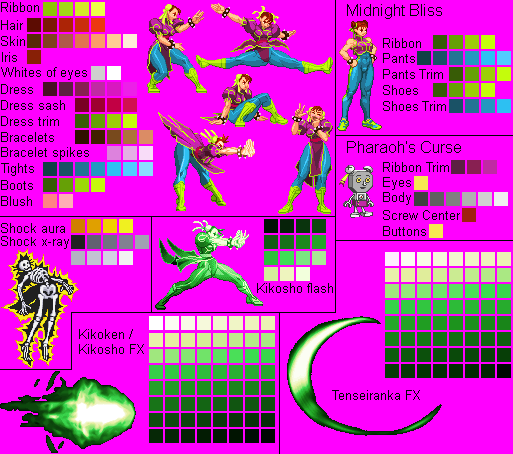 Ribbon
Hair
Skin
Iris
Whites of eyes
Dress
Dress sash
Dress trim
Bracelets
Bracelet spikes
Tights
Boots
Blush
Midnight Bliss
Ribbon
Pants
Pants Trim
Shoes
Shoes Trim
Pharaoh's Curse
Ribbon Trim
Eyes
Body
Screw Center
Buttons
Shock aura
Shock x-ray
Kikosho flash
Kikoken /
Kikosho FX
Tenseiranka FX